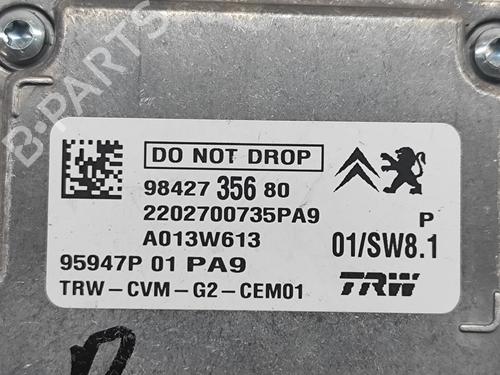 B-PARTS
DO NOT DROP
98427 356 80
2202700735PA9
P
A013W613
01/SW8.1
95947P 01 PA9
TRW-CVM-G2-CEM01
TRW